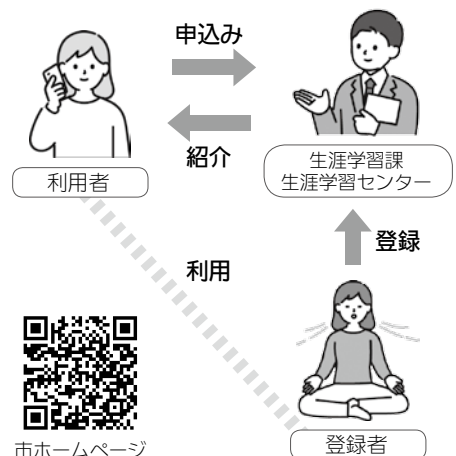 申込み
紹介
利用者
生涯学習課
生涯学習センター
登録
利用
登録者
市ホームページ